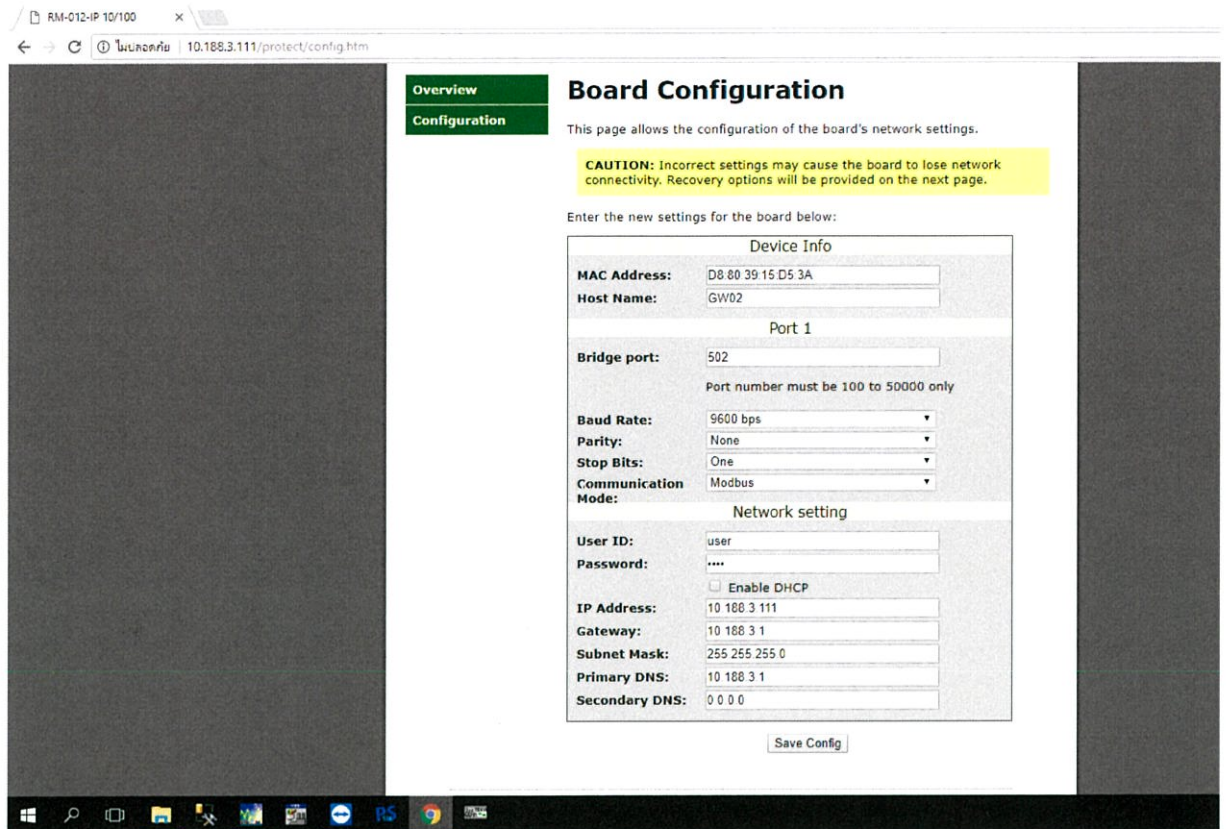 RM-012-IP 10/100
ไม่ปลอดภัย 10.188.3.111/protect/config.htm
Overview
Configuration
Board Configuration
This page allows the configuration of the board's network settings.
CAUTION: Incorrect settings may cause the board to lose network
connectivity. Recovery options will be provided on the next page.
Enter the new settings for the board below:
Device Info
MAC Address: D8:80:39:15:D5:3A
Host Name: GW02
Port 1
Bridge port: 502
Port number must be 100 to 50000 only
Baud Rate: 9600 bps
Parity: None
Stop Bits: One
Communication Modbus
Mode:
Network setting
User ID: user
Password: ••••
Enable DHCP
IP Address: 10.188.3.111
Gateway: 10.188.3.1
Subnet Mask: 255.255.255.0
Primary DNS: 10.188.3.1
Secondary DNS: 0.0.0.0
Save Config
RS